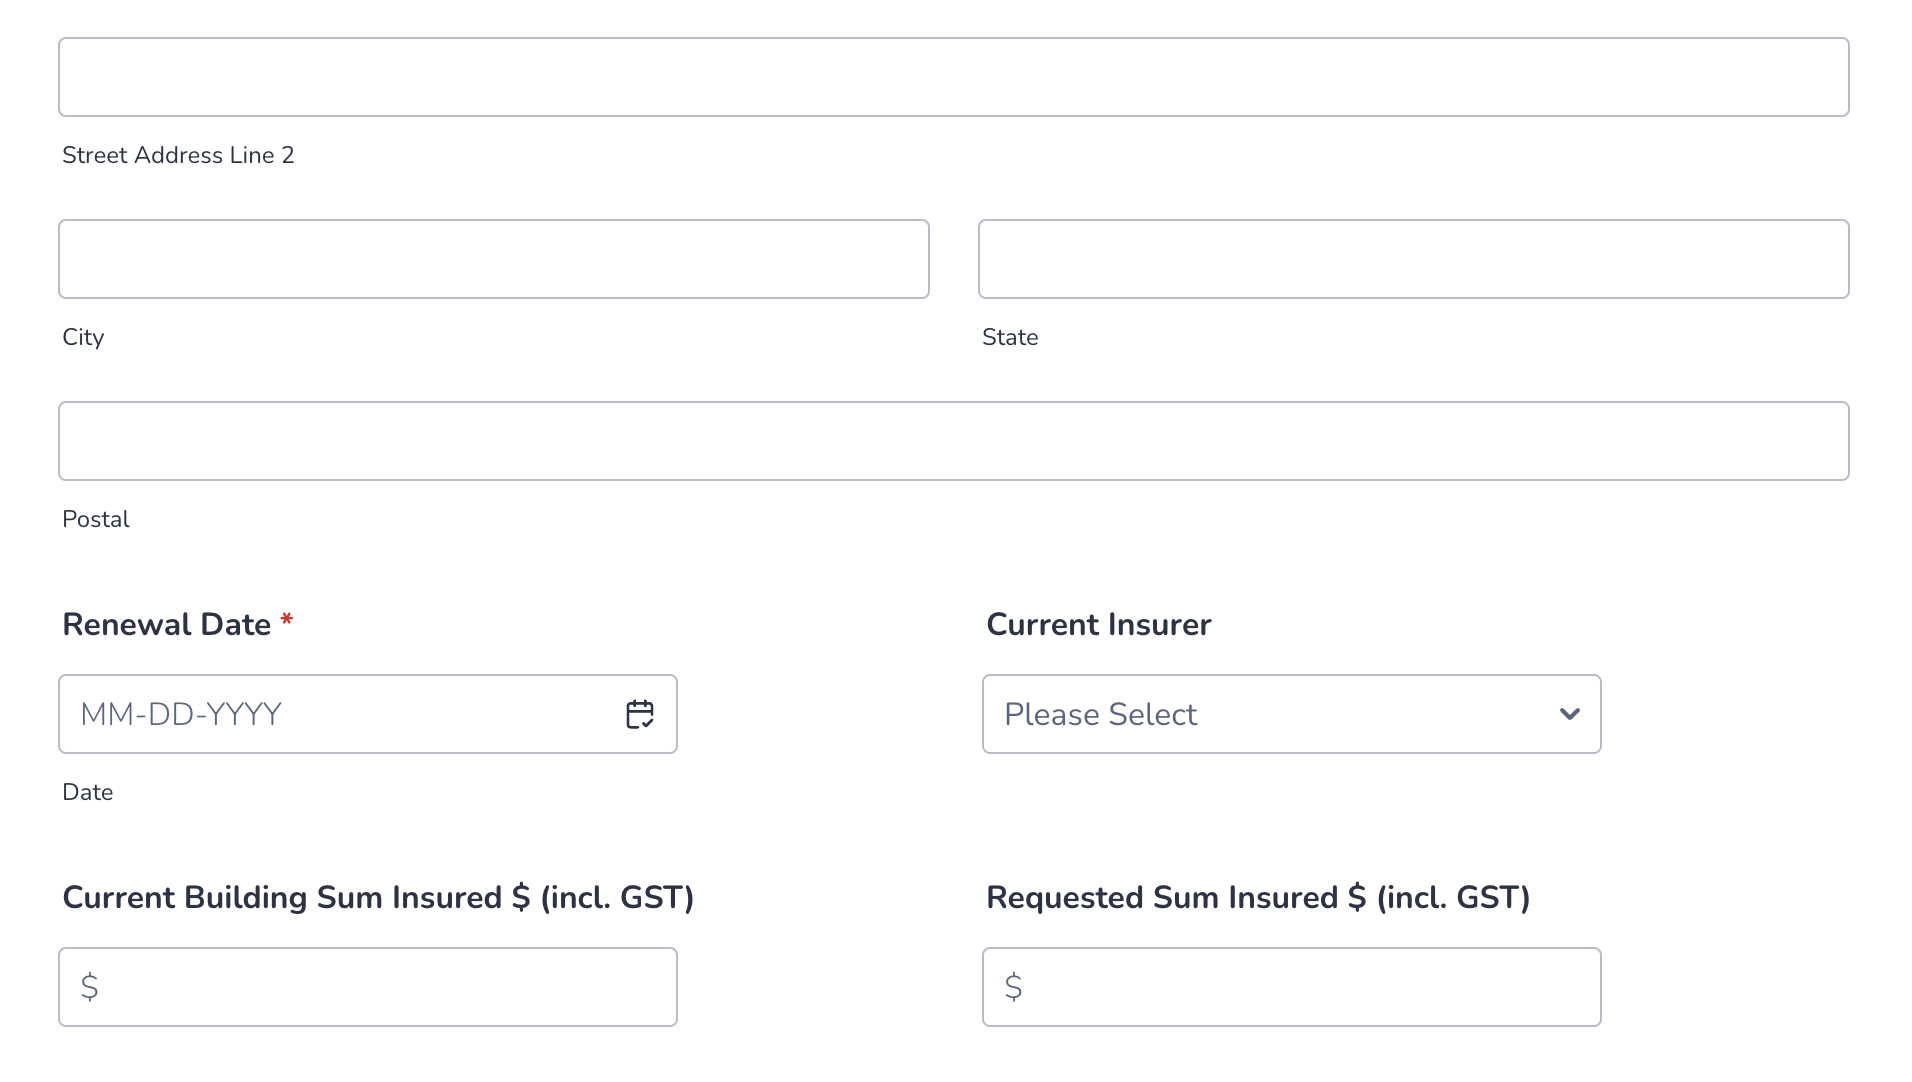 Street Address Line 2
City
State
Postal
Renewal Date *
Current Insurer
MM-DD-YYYY
Please Select
Date
Current Building Sum Insured $ (incl. GST)
Requested Sum Insured $ (incl. GST)
$
$